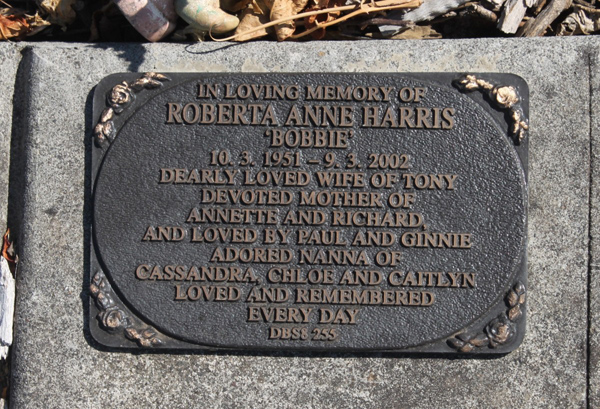 IN LOVING MEMORY OF
ROBERTA ANNE HARRIS
'BOBBIE'
10. 3. 1951 – 9. 3. 2002
DEARLY LOVED WIFE OF TONY
DEVOTED MOTHER OF
ANNETTE AND RICHARD,
AND LOVED BY PAUL AND GINNIE
ADORED NANNA OF
CASSANDRA, CHLOE AND CAITLYN
LOVED AND REMEMBERED
EVERY DAY
DBS8-255